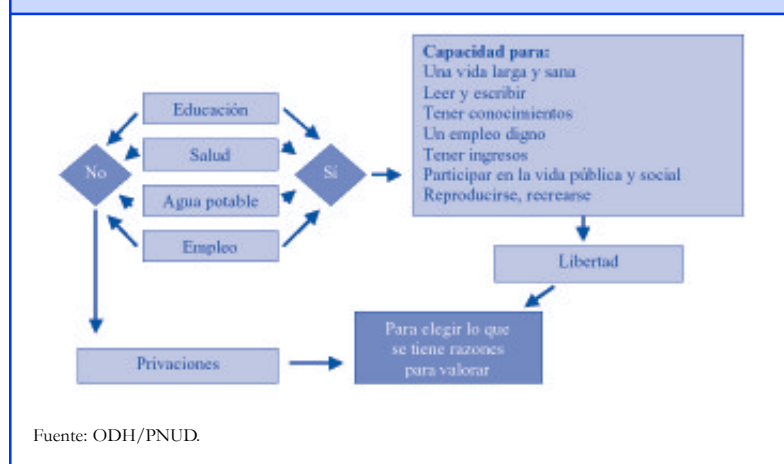 Educación
Salud
Agua potable
Empleo
No
Sí
Capacidad para:
Una vida larga y sana
Leer y escribir
Tener conocimientos
Un empleo digno
Tener ingresos
Participar en la vida pública y social
Reproducirse, recrearse
Libertad
Para elegir lo que
se tiene razones
para valorar
Privaciones
Fuente: ODH/PNUD.